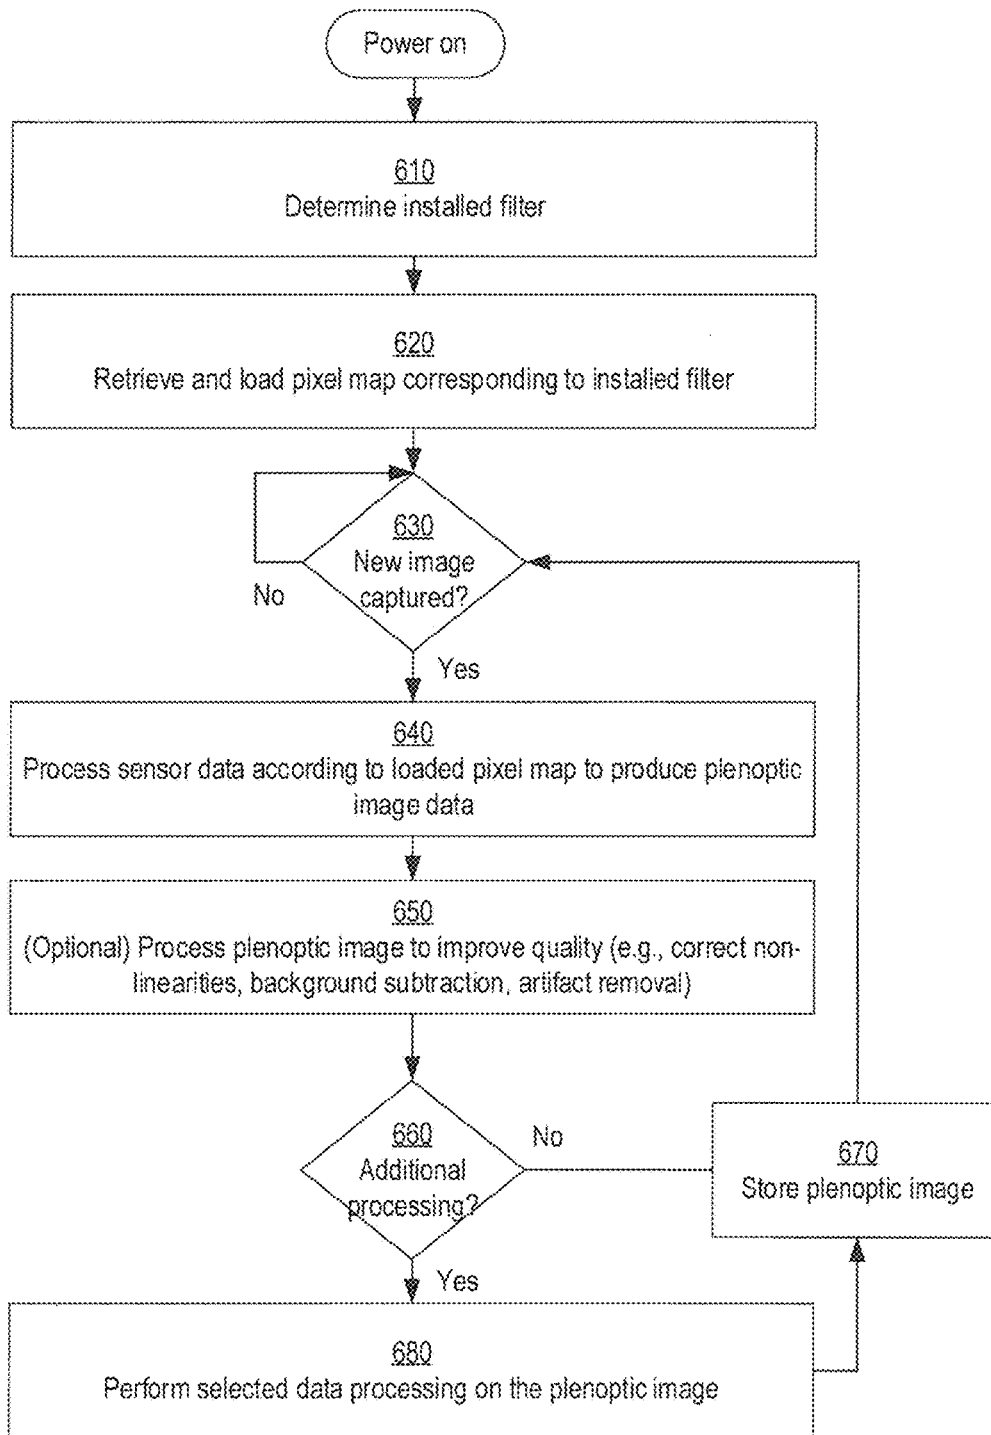 Power on
610
Determine installed filter
620
Retrieve and load pixel map corresponding to installed filter
630
New image
captured?
No
Yes
640
Process sensor data according to loaded pixel map to produce plenoptic
image data
650
(Optional) Process plenoptic image to improve quality (e.g., correct non-
linearities, background subtraction, artifact removal)
660
Additional
processing?
No
670
Store plenoptic image
Yes
680
Perform selected data processing on the plenoptic image